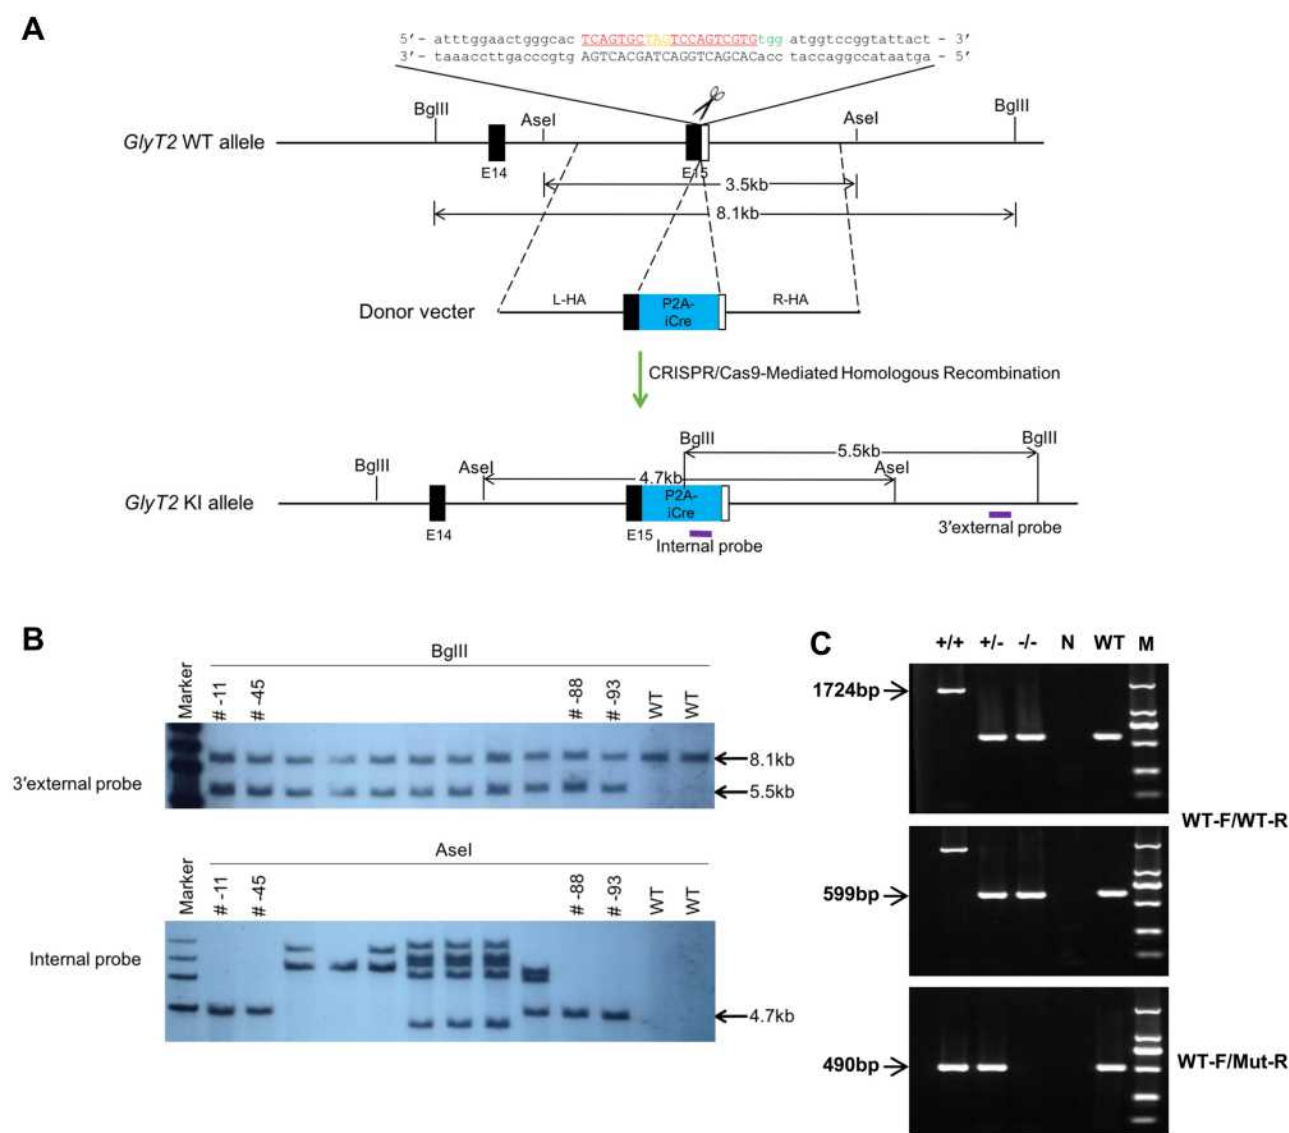 A
5′- atttggaactgggcac TCAGTGCTAGTCCAGTCGTGtgg atggtccggtattact - 3′
3′- taaaccttgacccgtg AGTCACGATCAGGTCAGCACacc taccaggccataatga - 5′
BglII
AseI
AseI
BglII
GlyT2 WT allele
E14
E15
3.5kb
8.1kb
Donor vecter
L-HA
P2A-
iCre
R-HA
CRISPR/Cas9-Mediated Homologous Recombination
BglII
BglII
5.5kb
BglII
AseI
4.7kb
AseI
GlyT2 KI allele
P2A-
iCre
E14
E15
Internal probe
3'external probe
B
BglII
Marker
# -11
# -45
# -88
# -93
WT
WT
3'external probe
8.1kb
5.5kb
AseI
Marker
# -11
# -45
# -88
# -93
WT
WT
Internal probe
4.7kb
C
+/+ +/- -/- N WT M
1724bp
WT-F/WT-R
599bp
490bp
WT-F/Mut-R